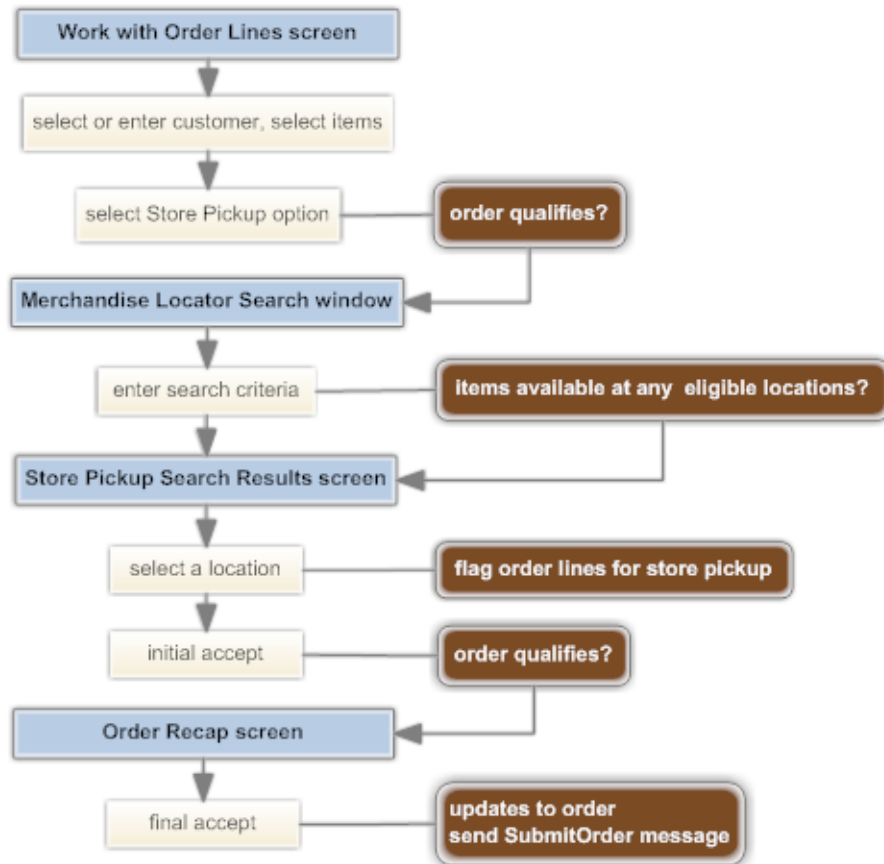 Work with Order Lines screen
select or enter customer, select items
select Store Pickup option
order qualifies?
Merchandise Locator Search window
enter search criteria
items available at any eligible locations?
Store Pickup Search Results screen
select a location
flag order lines for store pickup
initial accept
order qualifies?
Order Recap screen
final accept
updates to order
send SubmitOrder message